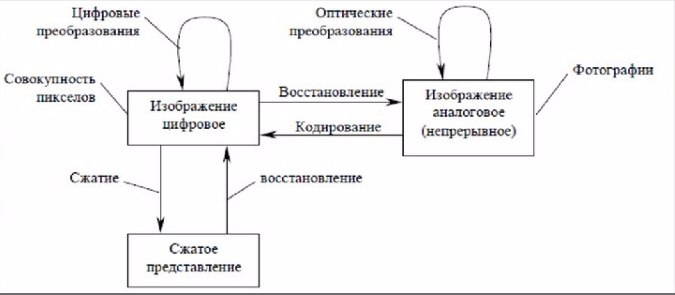 Цифровые
преобразования
Оптические
преобразования
Совокупность
пикселов
Фотографии
Изображение
цифровое
Восстановление
Кодирование
Изображение
аналоговое
(непрерывное)
Сжатие
восстановление
Сжатое
представление